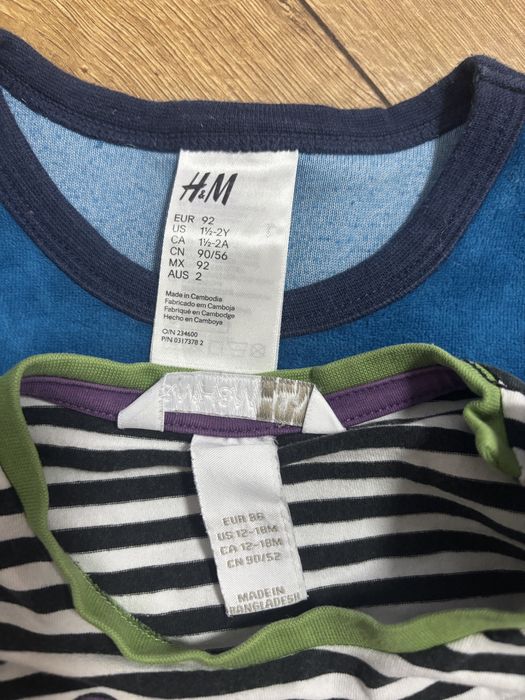 H&M
EUR 92
US 1½-2Y
CA 1½-2A
CN 90/56
MX 92
AUS 2
Made in Cambodia
Fabricado em Camboja
Fabriqué en Cambodge
Hecho en Camboya
O/N 234600
P/N 0317378 2
EUR 86
US 12-18M
CA 12-18M
CN 90/52
MADE IN
BANGLADESH